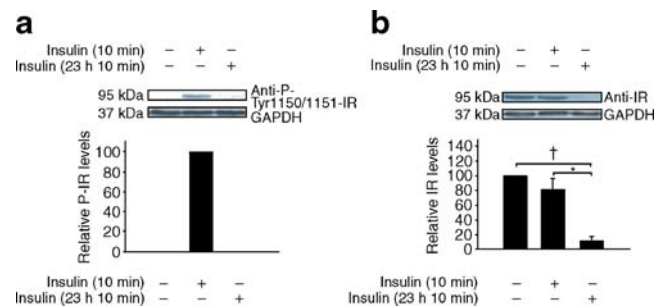 a
Insulin (10 min) – + –
Insulin (23 h 10 min) – – +
95 kDa
Anti-P-
Tyr1150/1151-IR
37 kDa
GAPDH
Relative P-IR levels
120
100
80
60
40
20
0
Insulin (10 min) – + –
Insulin (23 h 10 min) – – +
b
Insulin (10 min) – + –
Insulin (23 h 10 min) – – +
95 kDa
Anti-IR
37 kDa
GAPDH
Relative IR levels
140
120
100
80
60
40
20
0
†
*
Insulin (10 min) – + –
Insulin (23 h 10 min) – – +